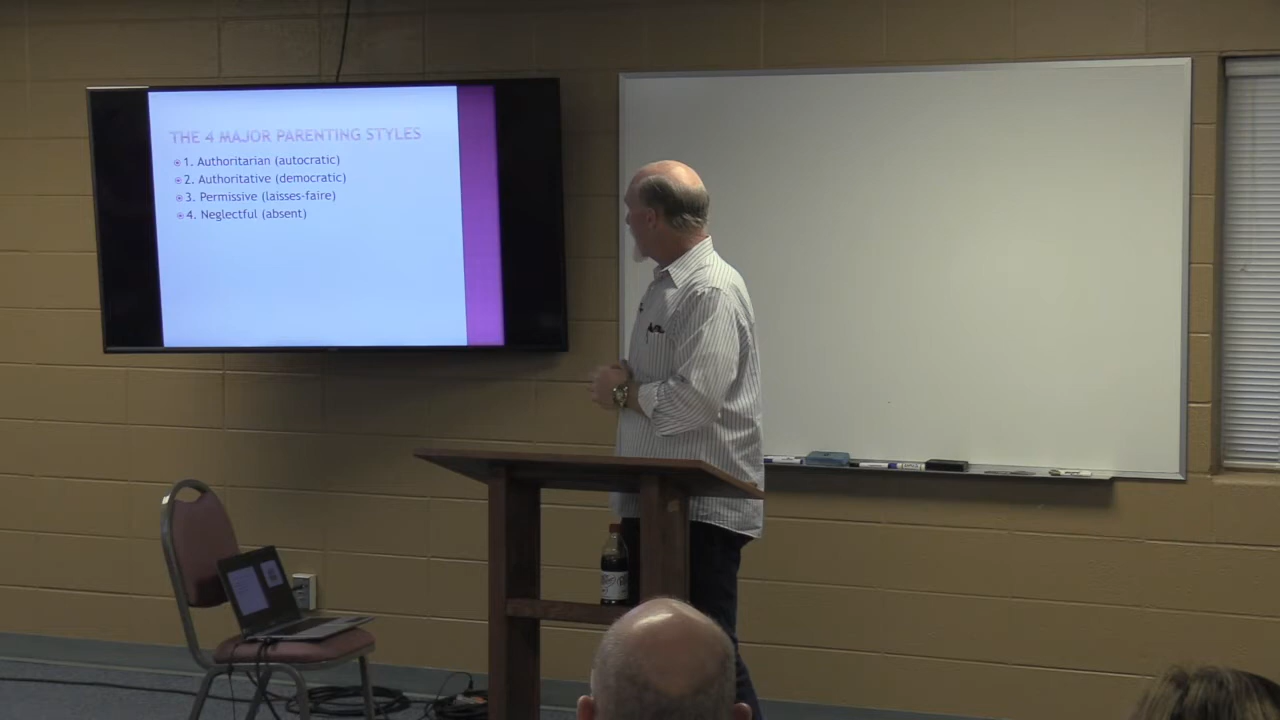 THE 4 MAJOR PARENTING STYLES
1. Authoritarian (autocratic)
2. Authoritative (democratic)
3. Permissive (laisses-faire)
4. Neglectful (absent)